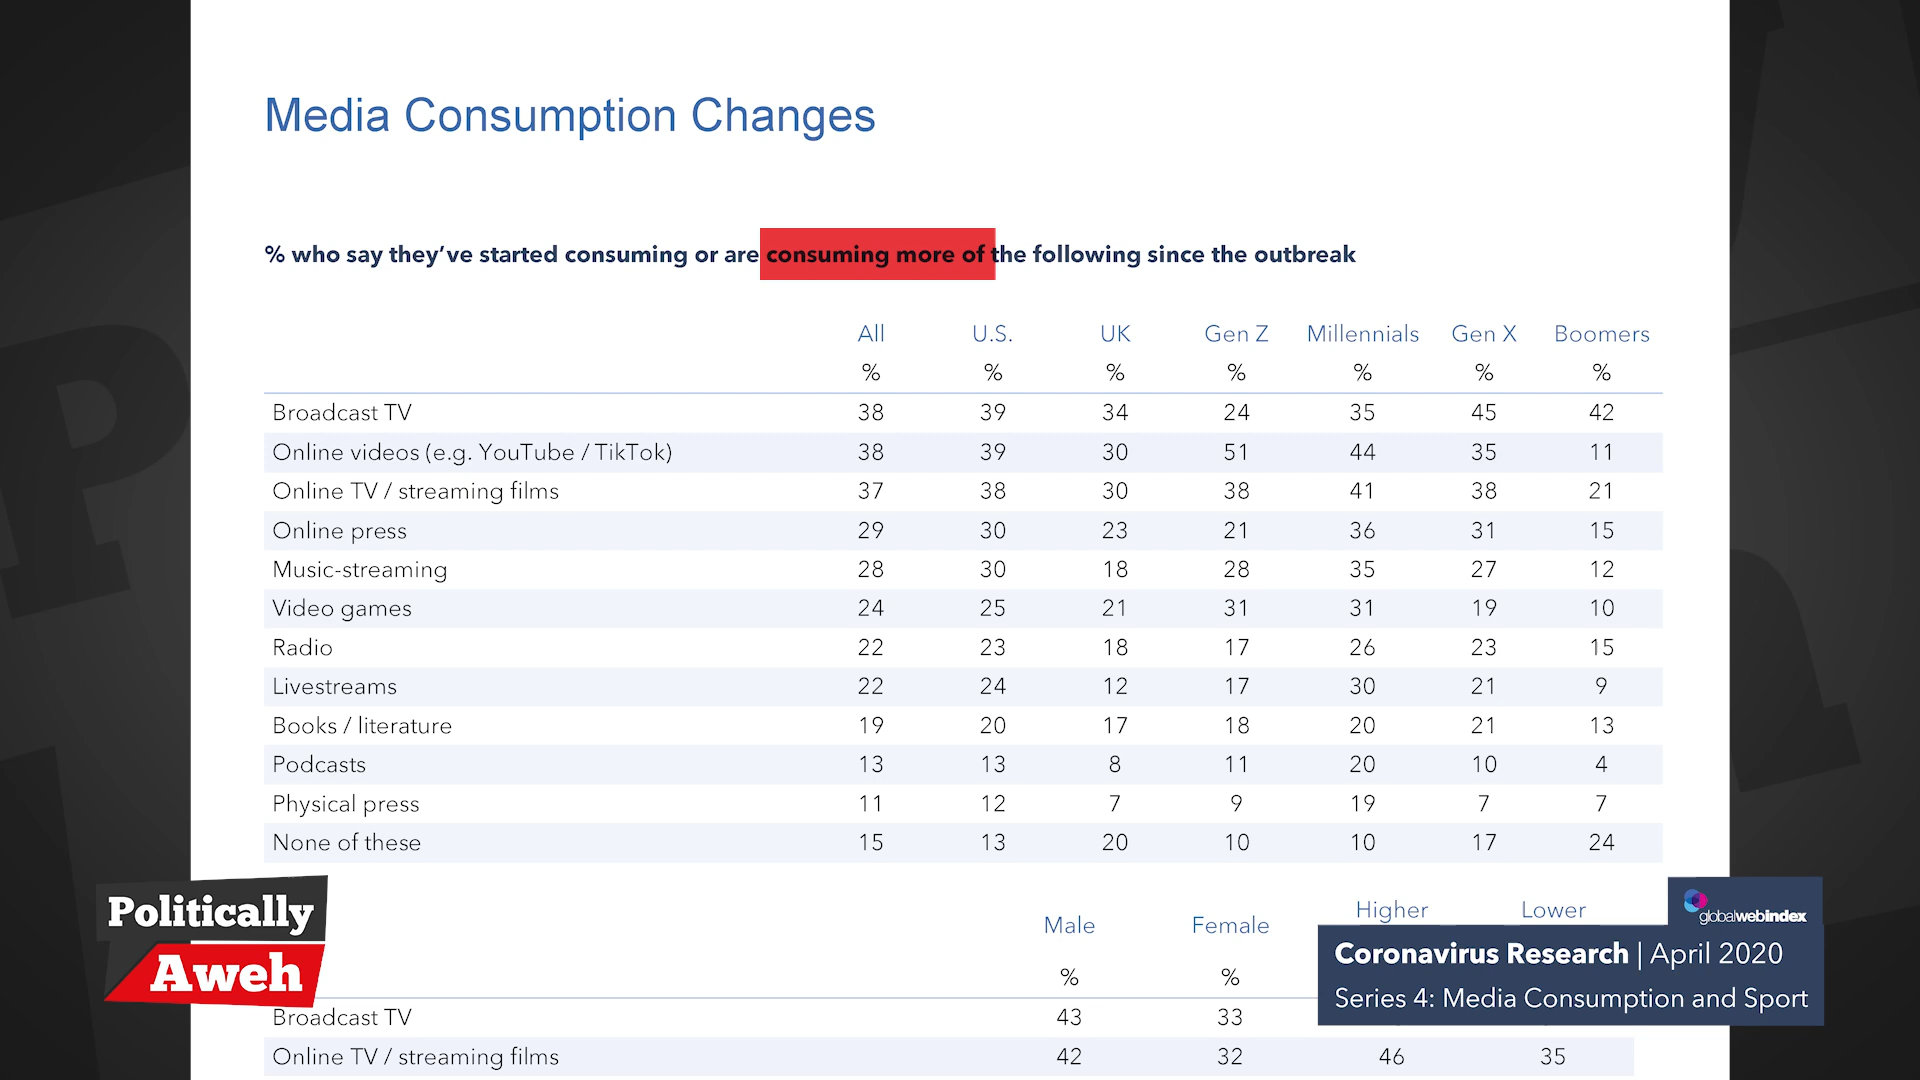 Media Consumption Changes
% who say they've started consuming or are consuming more of the following since the outbreak
All U.S. UK Gen Z Millennials Gen X Boomers
% % % % % % %
Broadcast TV 38 39 34 24 35 45 42
Online videos (e.g. YouTube / TikTok) 38 39 30 51 44 35 11
Online TV / streaming films 37 38 30 38 41 38 21
Online press 29 30 23 21 36 31 15
Music-streaming 28 30 18 28 35 27 12
Video games 24 25 21 31 31 19 10
Radio 22 23 18 17 26 23 15
Livestreams 22 24 12 17 30 21 9
Books / literature 19 20 17 18 20 21 13
Podcasts 13 13 8 11 20 10 4
Physical press 11 12 7 9 19 7 7
None of these 15 13 20 10 10 17 24
Male Female Higher Lower
% %
Broadcast TV 43 33
Online TV / streaming films 42 32 46 35
Politically
Aweh
globalwebindex
Coronavirus Research | April 2020
Series 4: Media Consumption and Sport